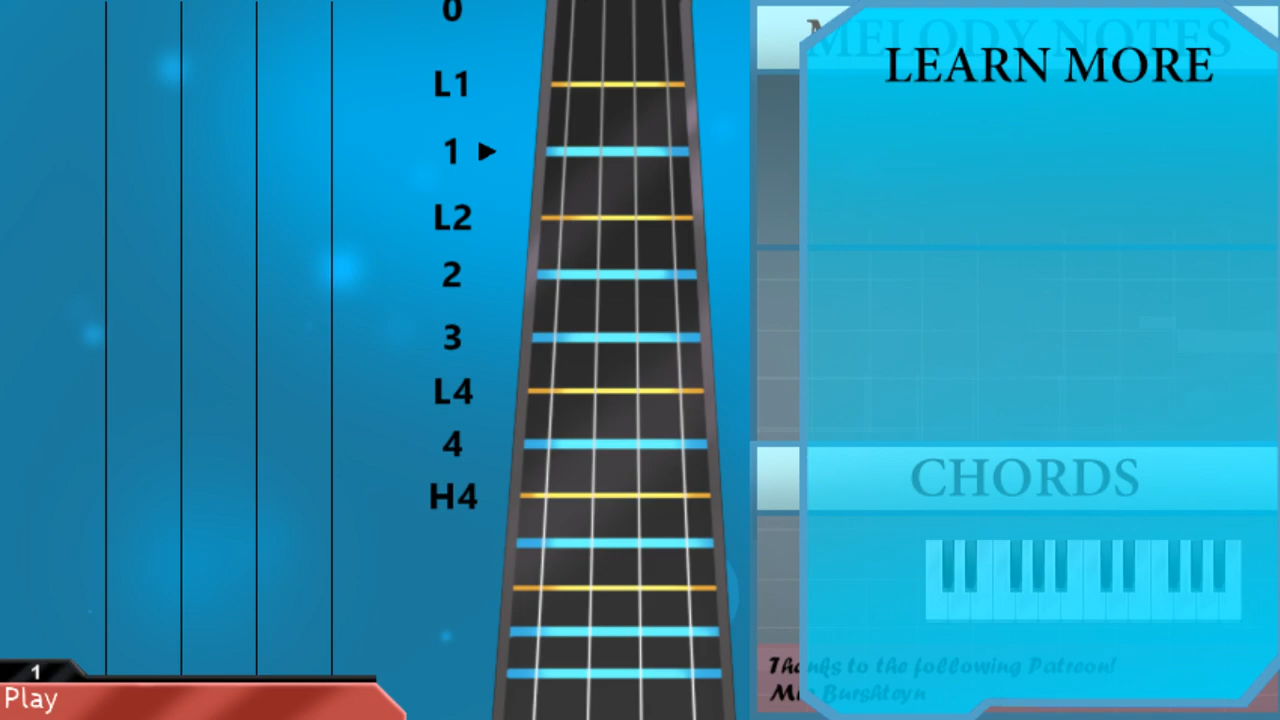 0
L1
1
L2
2
3
L4
4
H4
1
Play
MELODY NOTES
LEARN MORE
CHORDS
Thanks to the following Patreon!
Burshteyn